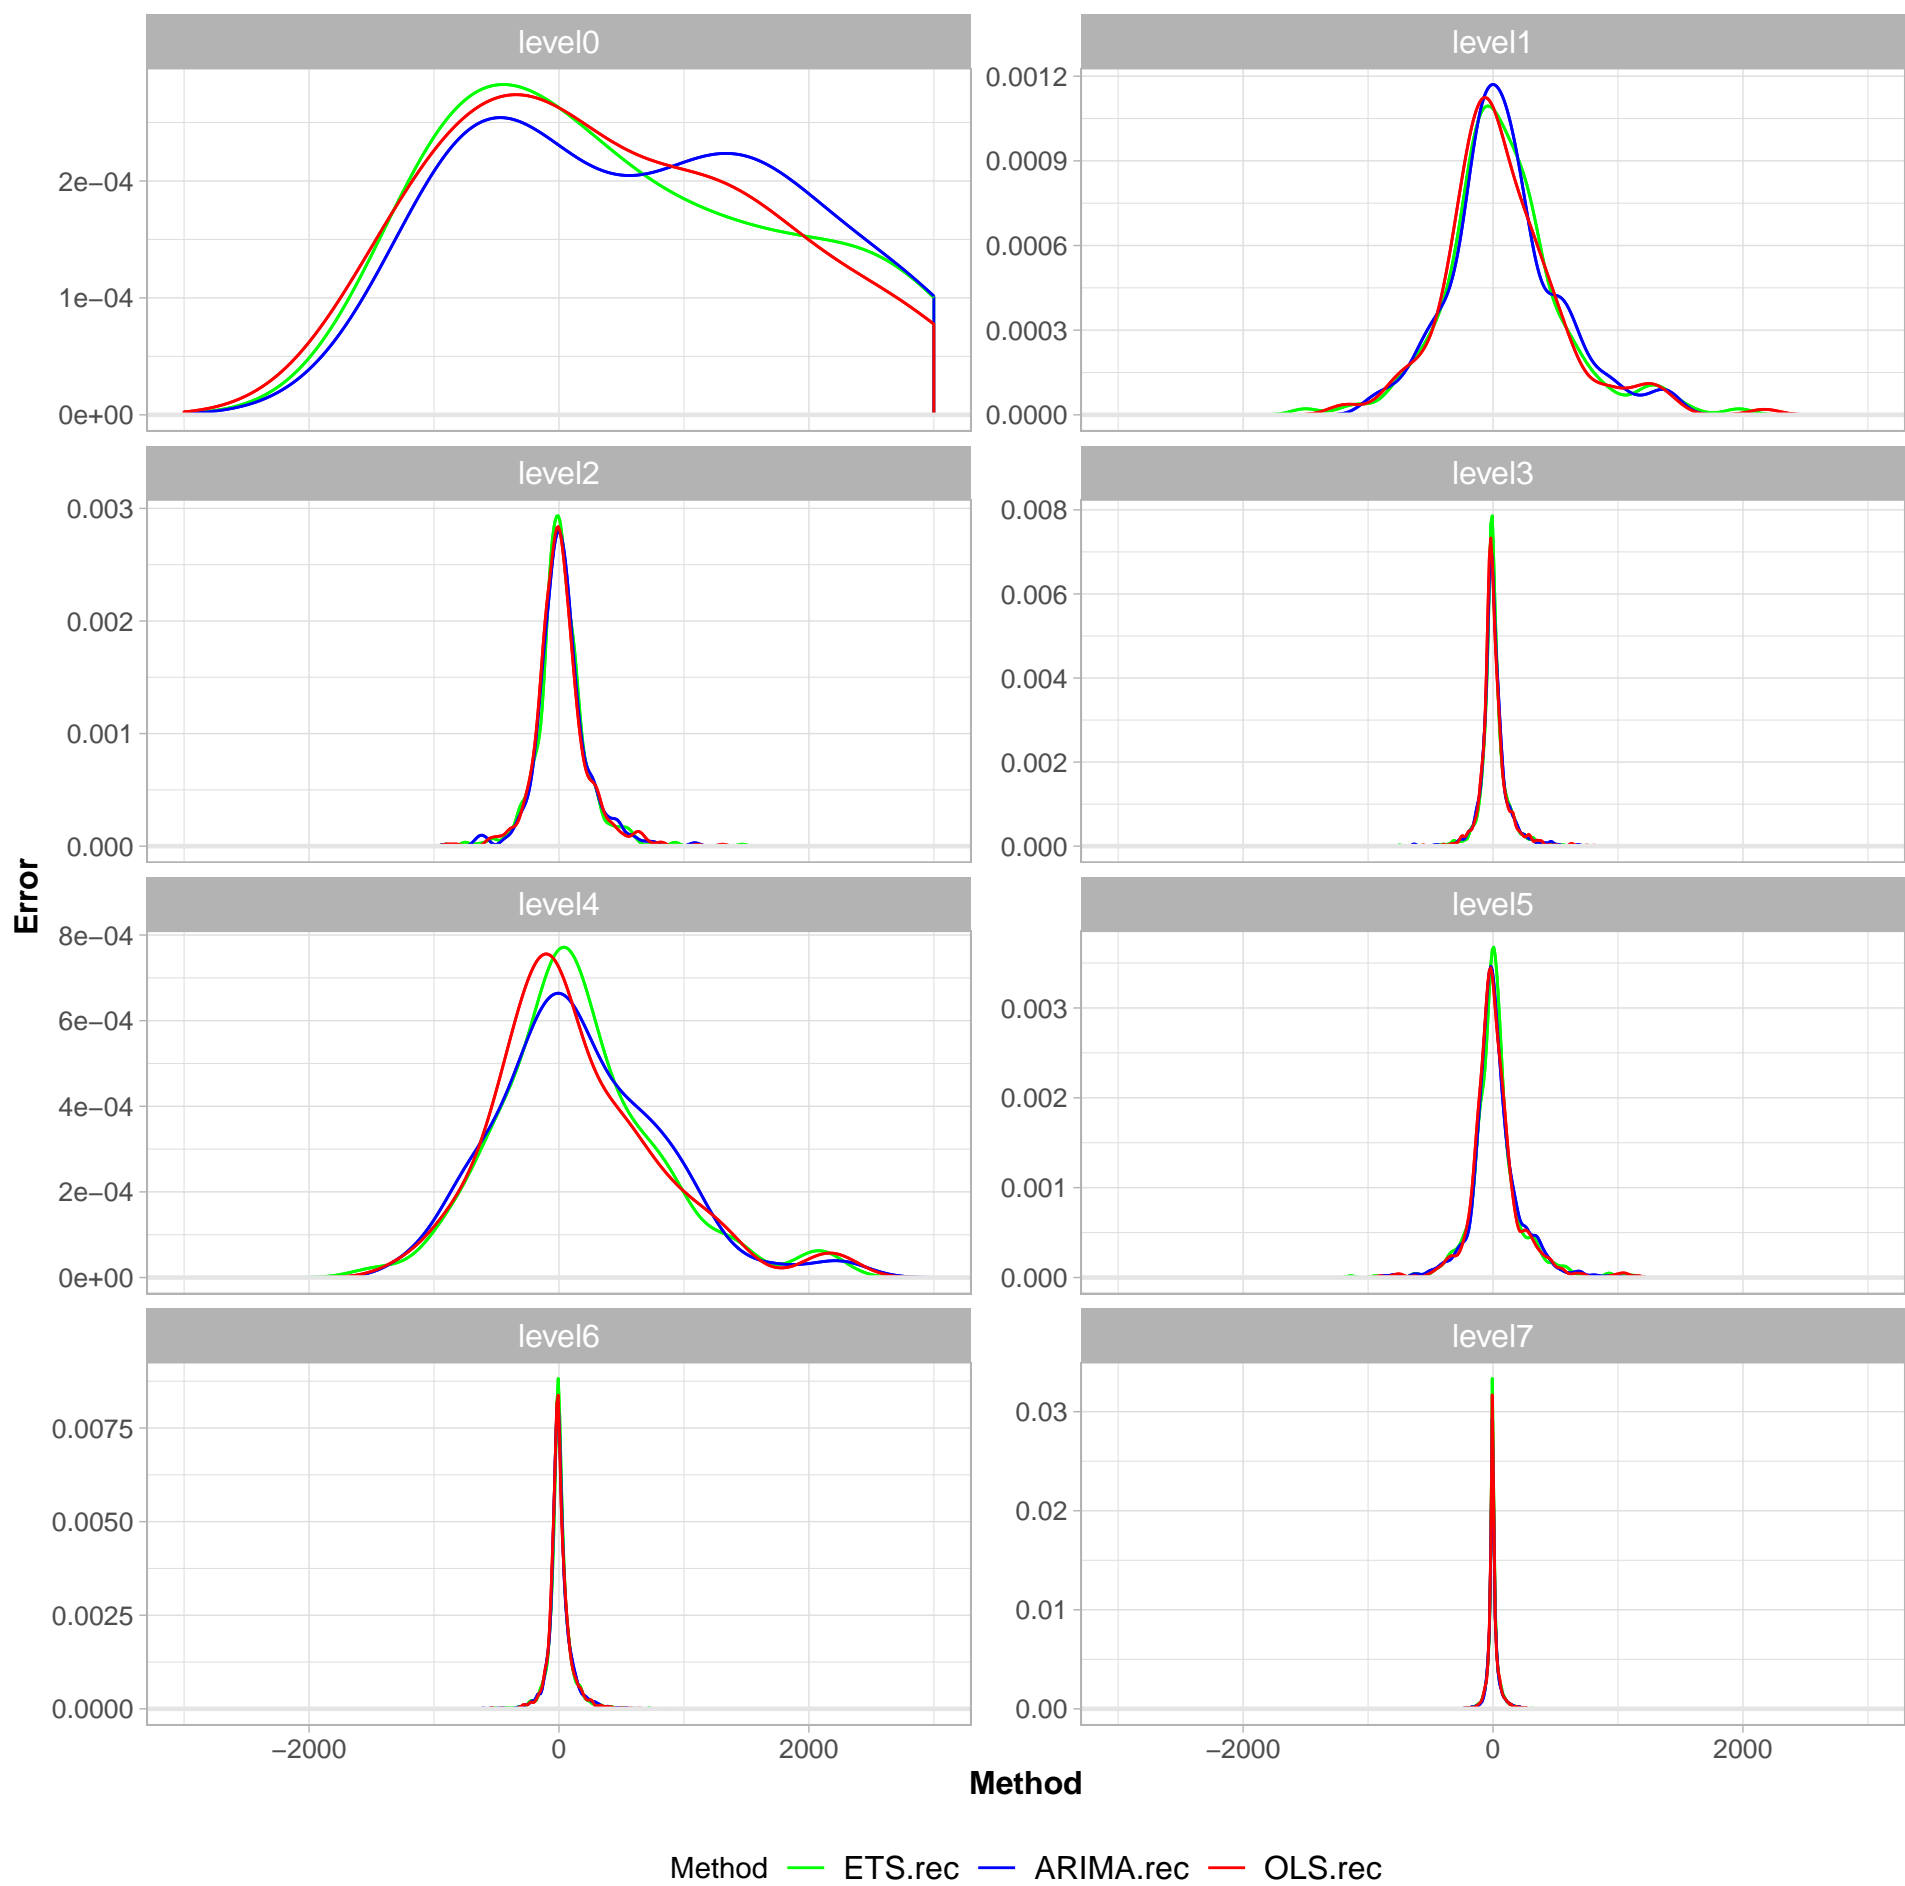 level0
level1
2e−04
1e−04
0e+00
0.0012
0.0009
0.0006
0.0003
0.0000
level2
level3
0.003
0.002
0.001
0.000
0.008
0.006
0.004
0.002
0.000
Error
level4
level5
8e−04
6e−04
4e−04
2e−04
0e+00
0.003
0.002
0.001
0.000
level6
level7
0.0075
0.0050
0.0025
0.0000
0.03
0.02
0.01
0.00
−2000 0 2000
−2000 0 2000
Method
Method ETS.rec ARIMA.rec OLS.rec